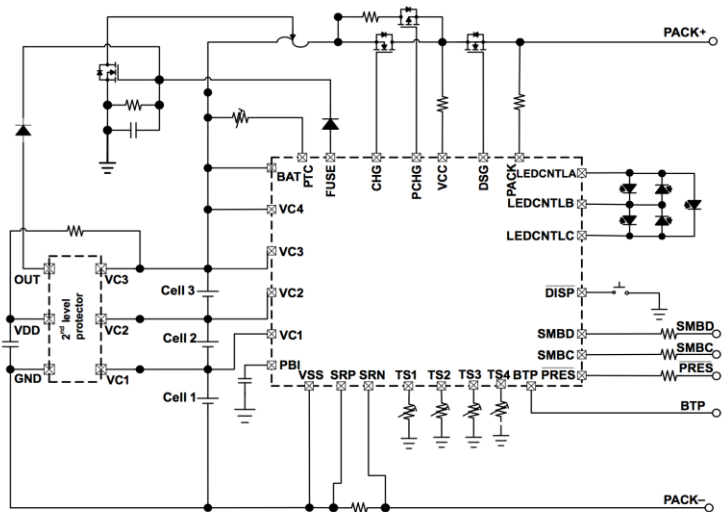 PACK+
BAT
PTC
FUSE
CHG
PCHG
VCC
DSG
PACK
LEDCNTLA
VC4
LEDCNTLB
LEDCNTLC
VC3
OUT
VC3
Cell 3
VC2
DISP
VDD
2nd level
protector
VC2
Cell 2
VC1
SMBD
SMBD
SMBC
SMBC
GND
VC1
PBI
PRES
PRES
Cell 1
VSS
SRP
SRN
TS1
TS2
TS3
TS4
BTP
BTP
PACK–